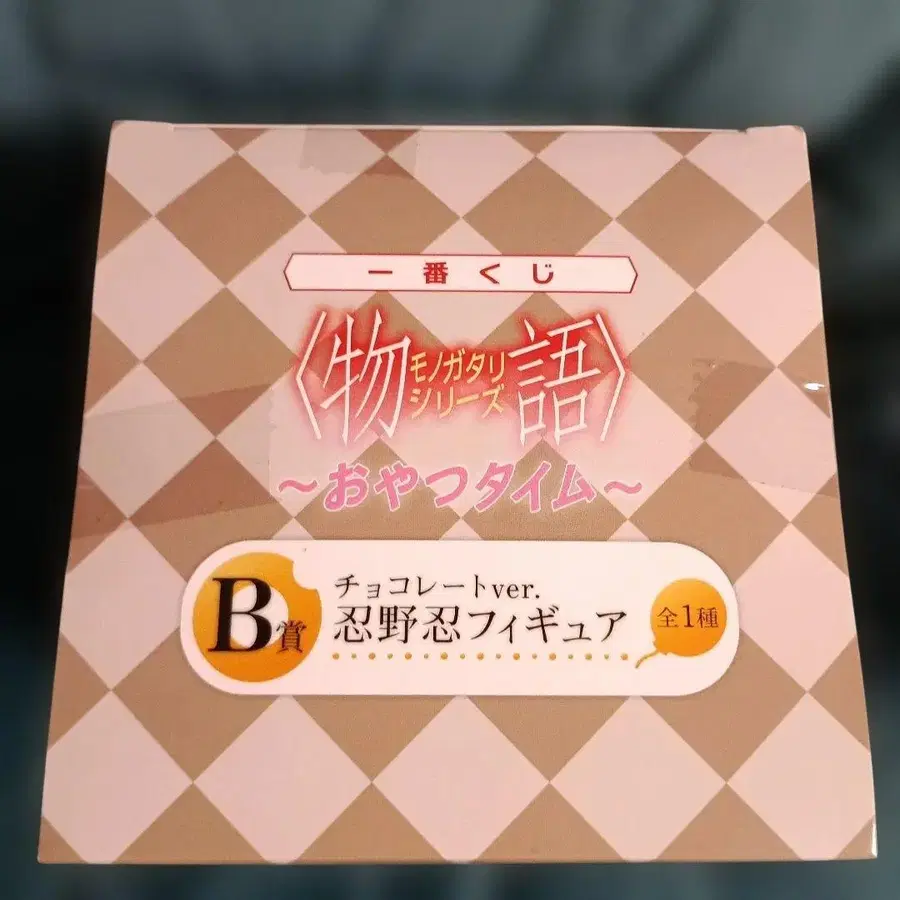 一番くじ
〈物語〉
モノガタリ
シリーズ
～おやつタイム～
B賞
チョコレートver.
忍野忍フィギュア
全1種